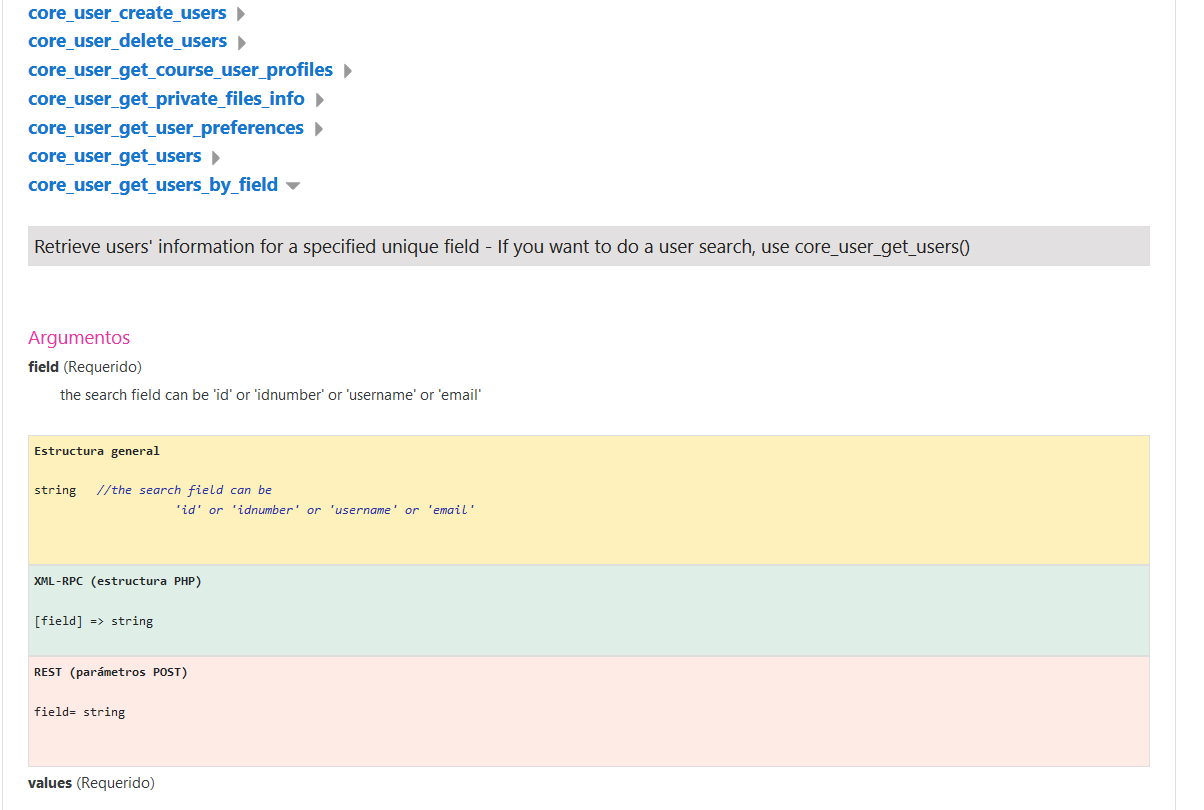 core_user_create_users
core_user_delete_users
core_user_get_course_user_profiles
core_user_get_private_files_info
core_user_get_user_preferences
core_user_get_users
core_user_get_users_by_field
Retrieve users' information for a specified unique field - If you want to do a user search, use core_user_get_users()
Argumentos
field (Requerido)
the search field can be 'id' or 'idnumber' or 'username' or 'email'
Estructura general
string //the search field can be
'id' or 'idnumber' or 'username' or 'email'
XML-RPC (estructura PHP)
[field] => string
REST (parámetros POST)
field= string
values (Requerido)